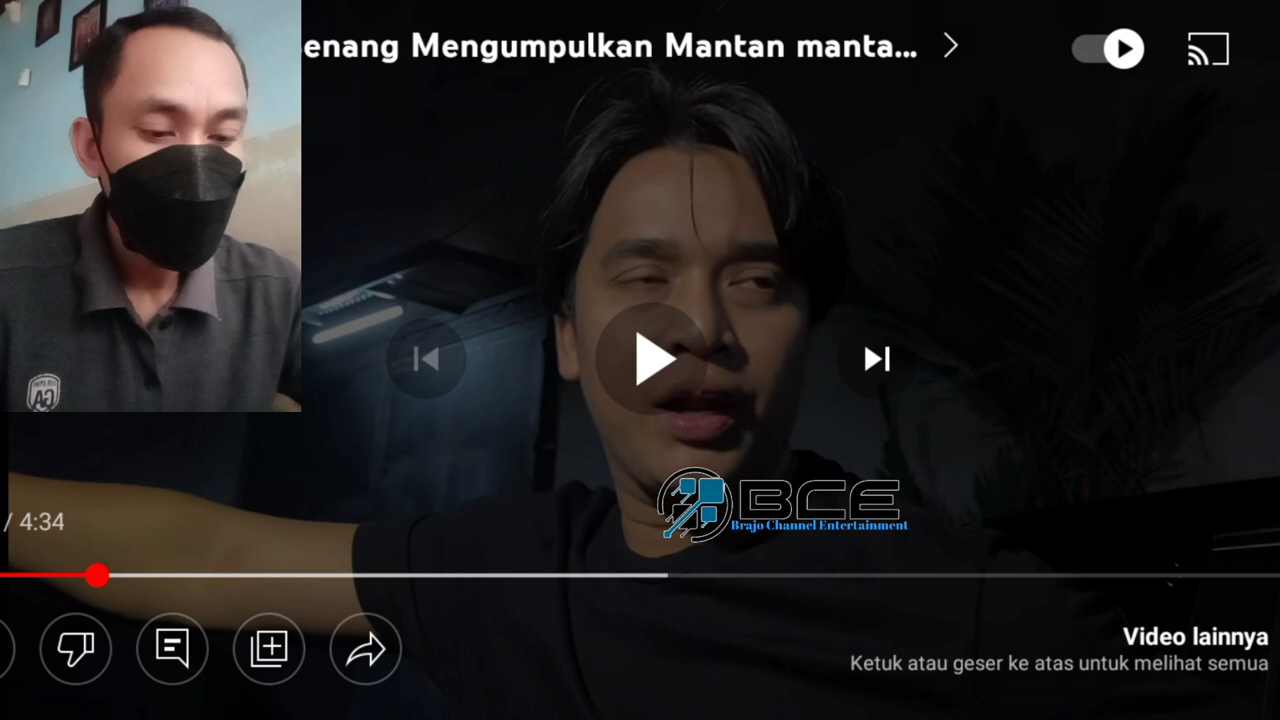 enang Mengumpulkan Mantan manta...
BCE
Brajo Channel Entertainment
/ 4:34
Video lainnya
Ketuk atau geser ke atas untuk melihat semua